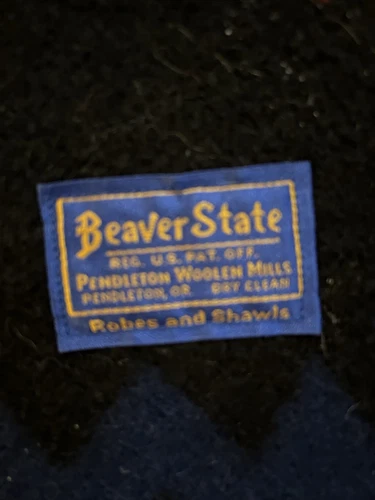 Beaver State
REG. U.S. PAT. OFF.
PENDLETON WOOLEN MILLS
PENDLETON, OR. DRY CLEAN
Robes and Shawls